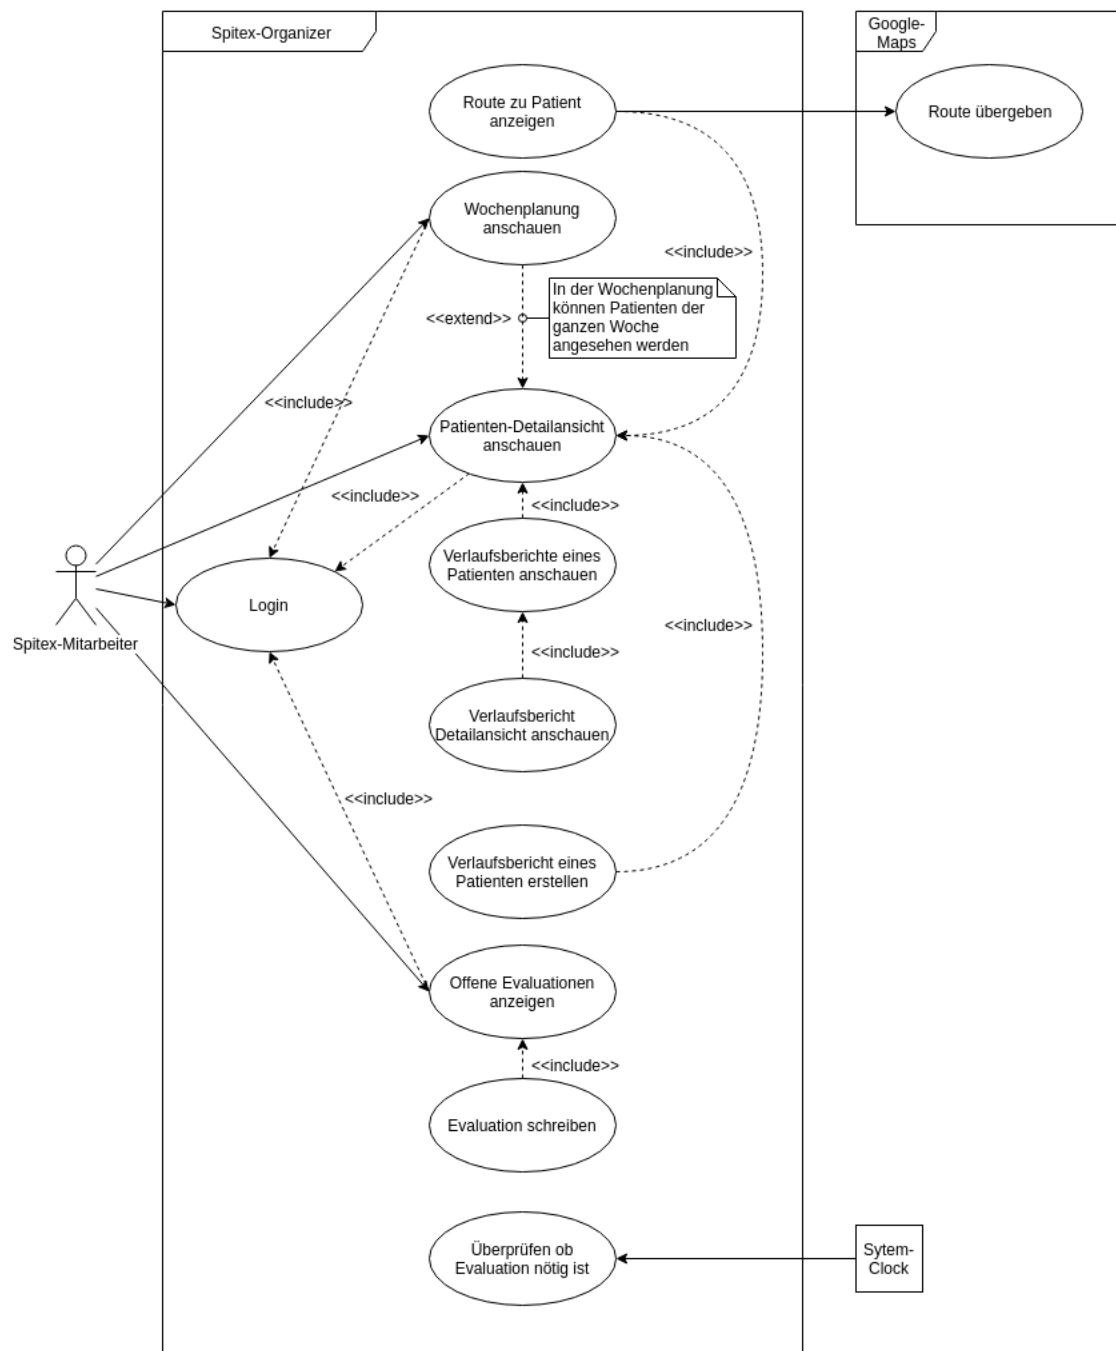 Spitex-Organizer
Google-
Maps
Route zu Patient
anzeigen
Route übergeben
Wochenplanung
anschauen
<<include>>
In der Wochenplanung
können Patienten der
ganzen Woche
angesehen werden
<<extend>>
<<include>>
Patienten-Detailansicht
anschauen
<<include>>
<<include>>
Verlaufsberichte eines
Patienten anschauen
Login
Spitex-Mitarbeiter
<<include>>
<<include>>
Verlaufsbericht
Detailansicht anschauen
<<include>>
Verlaufsbericht eines
Patienten erstellen
Offene Evaluationen
anzeigen
<<include>>
Evaluation schreiben
Überprüfen ob
Evaluation nötig ist
Sytem-
Clock